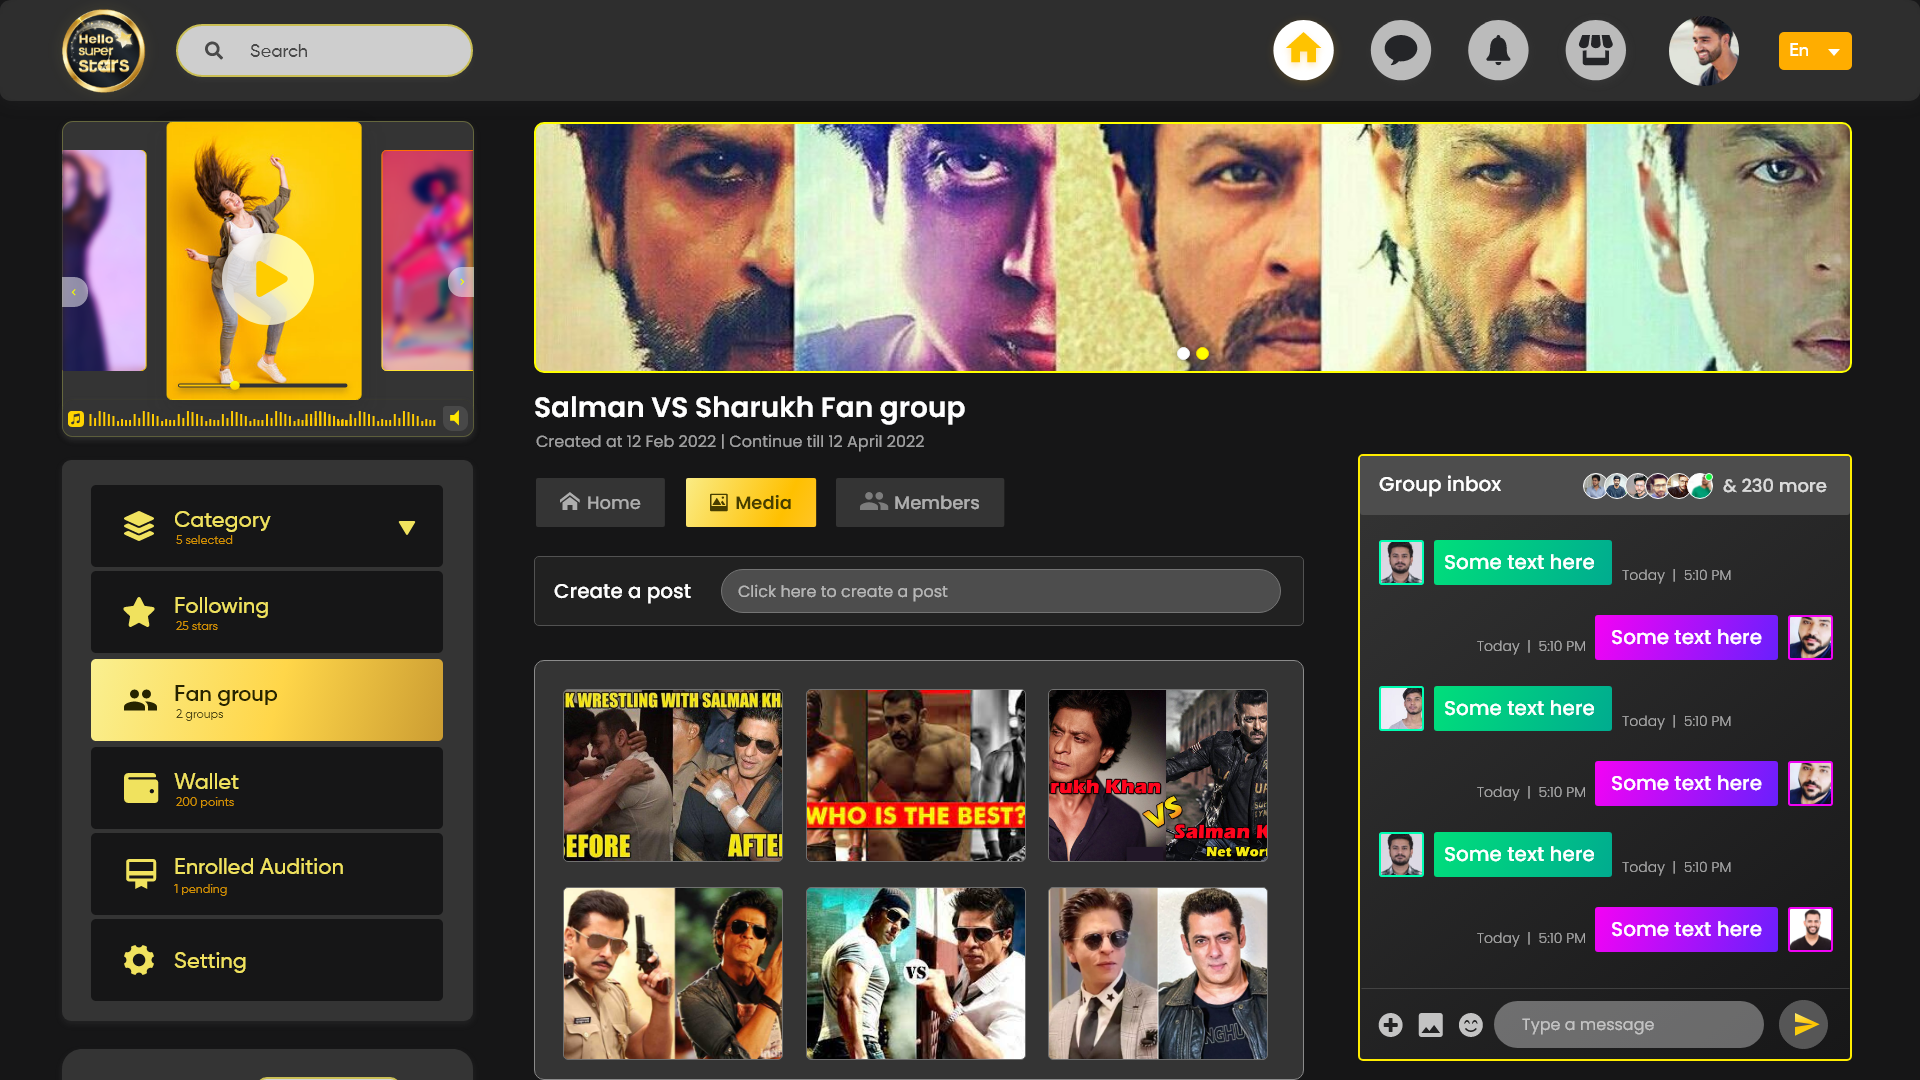 Hello
super
stars
Search
En
Salman VS Sharukh Fan group
Created at 12 Feb 2022 | Continue till 12 April 2022
Home
Media
Members
Create a post
Click here to create a post
Category
5 selected
Following
25 stars
Fan group
2 groups
Wallet
200 points
Enrolled Audition
1 pending
Setting
K WRESTLING WITH SALMAN KH
EFORE
AFTE
WHO IS THE BEST?
rukh Khan
VS
Salman K
Net Wort
VS
Group inbox
& 230 more
Some text here
Today | 5:10 PM
Today | 5:10 PM
Some text here
Some text here
Today | 5:10 PM
Today | 5:10 PM
Some text here
Some text here
Today | 5:10 PM
Today | 5:10 PM
Some text here
Type a message